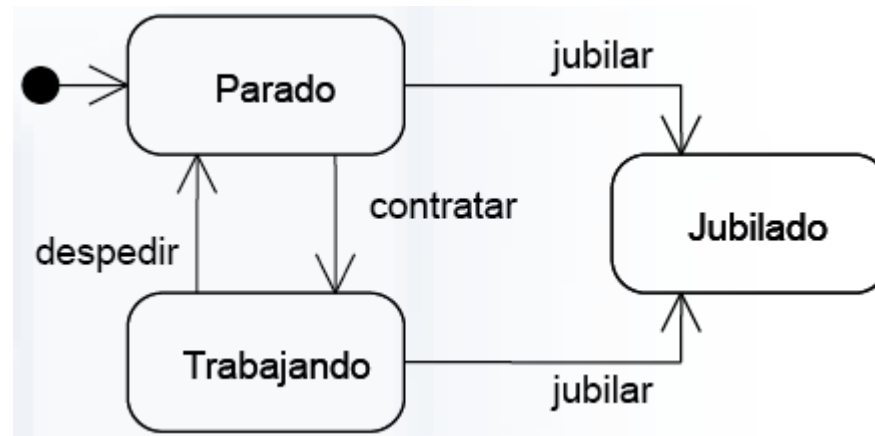 jubilar
Parado
contratar
Jubilado
despedir
Trabajando
jubilar